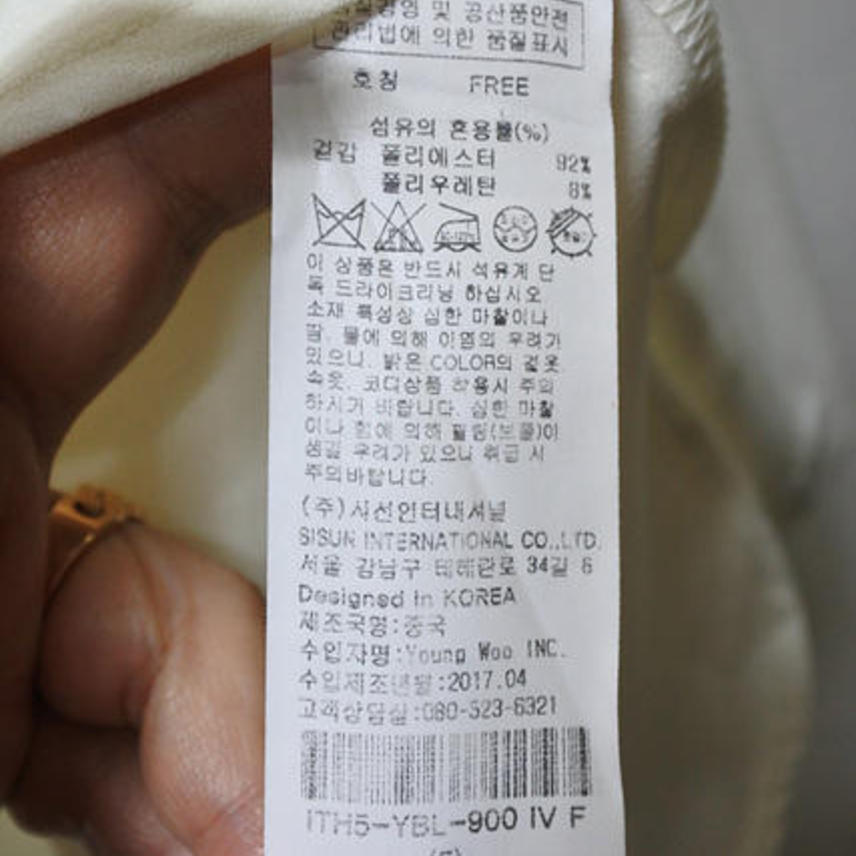 품질경영 및 공산품안전
관리법에 의한 품질표시
호칭 FREE
섬유의 혼용률(%)
겉감 폴리에스터 92%
폴리우레탄 8%
이 상품은 반드시 석유계 단
독 드라이크리닝 하십시오
소재 특성상 심한 마찰이나
땀, 물에 의해 이염의 우려가
있으니, 밝은 COLOR의 겉옷,
속옷, 코디상품 착용시 주의
하시기 바랍니다. 심한 마찰
이나 힘에 의해 필링(보풀)이
생길 우려가 있으니 취급 시
주의바랍니다.
(주)시선인터내셔널
SISUN INTERNATIONAL CO.,LTD.
서울 강남구 테헤란로 34길 6
Designed in KOREA
제조국명:중국
수입자명:Young Woo INC.
수입제조년월:2017.04
고객상담실:080-523-6321
ITH5-YBL-900 IV F